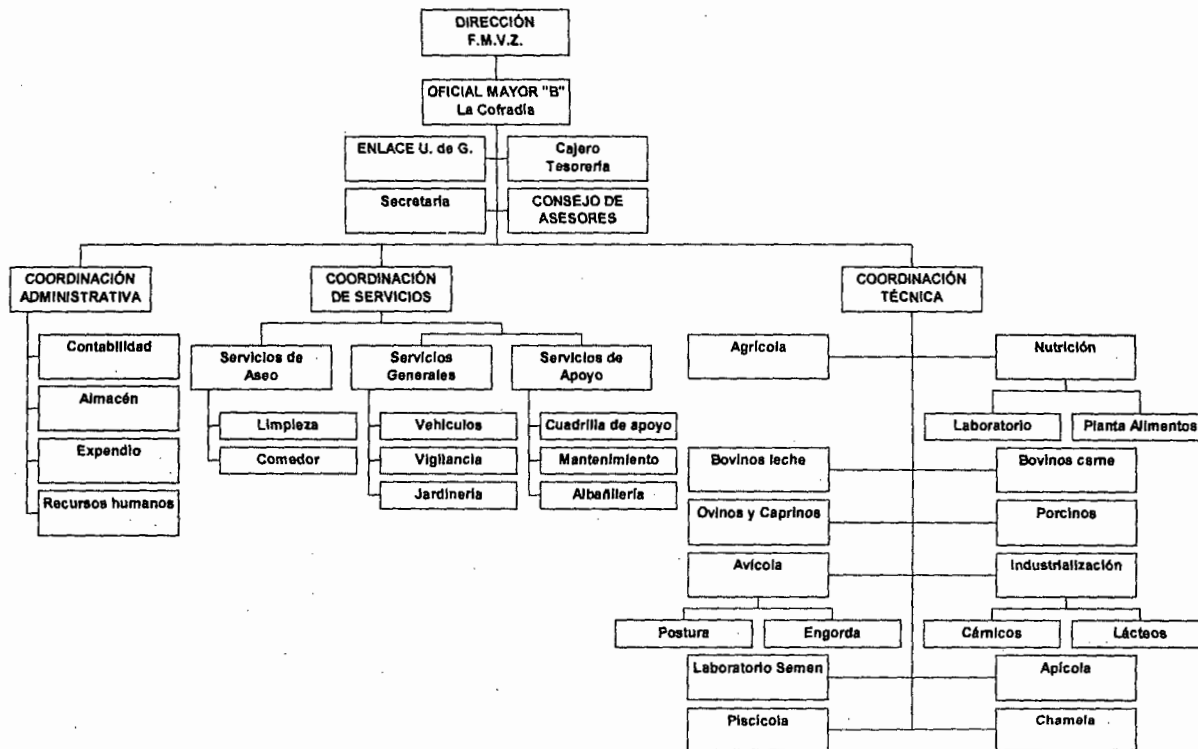 DIRECCIÓN
F.M.V.Z.
OFICIAL MAYOR "B"
La Cofradía
ENLACE U. de G.
Cajero
Tesorería
Secretaria
CONSEJO DE
ASESORES
COORDINACIÓN
ADMINISTRATIVA
COORDINACIÓN
DE SERVICIOS
COORDINACIÓN
TÉCNICA
Contabilidad
Almacén
Expendio
Recursos humanos
Servicios de
Aseo
Limpieza
Comedor
Servicios
Generales
Vehículos
Vigilancia
Jardinería
Servicios de
Apoyo
Cuadrilla de apoyo
Mantenimiento
Albañilería
Agrícola
Nutrición
Laboratorio
Planta Alimentos
Bovinos leche
Bovinos carne
Ovinos y Caprinos
Porcinos
Avícola
Industrialización
Postura
Engorda
Cárnicos
Lácteos
Laboratorio Semen
Apícola
Piscícola
Chamela